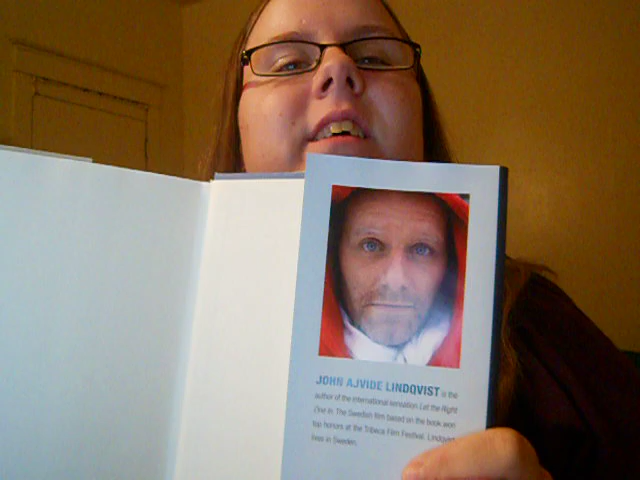 JOHN AJVIDE LINDQVIST is the
author of the international sensation Let the Right
One In. The Swedish film based on the book won
top honors at the Tribeca Film Festival. Lindqvist
lives in Sweden.